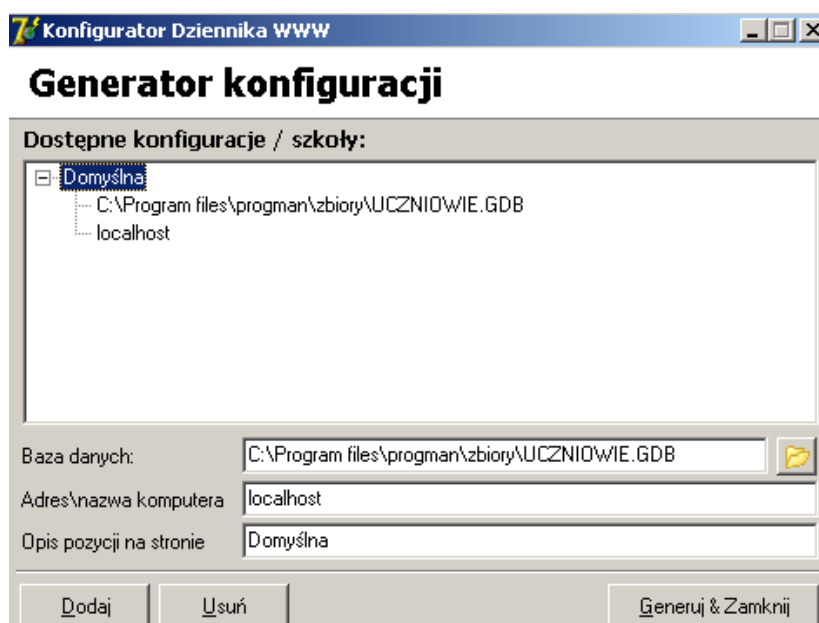 Konfigurator Dziennika WWW
Generator konfiguracji
Dostępne konfiguracje / szkoły:
Domyślna
C:\Program files\progman\zbiory\UCZNIOWIE.GDB
localhost
Baza danych: C:\Program files\progman\zbiory\UCZNIOWIE.GDB
Adres\nazwa komputera localhost
Opis pozycji na stronie Domyślna
Dodaj Usuń Generuj & Zamknij